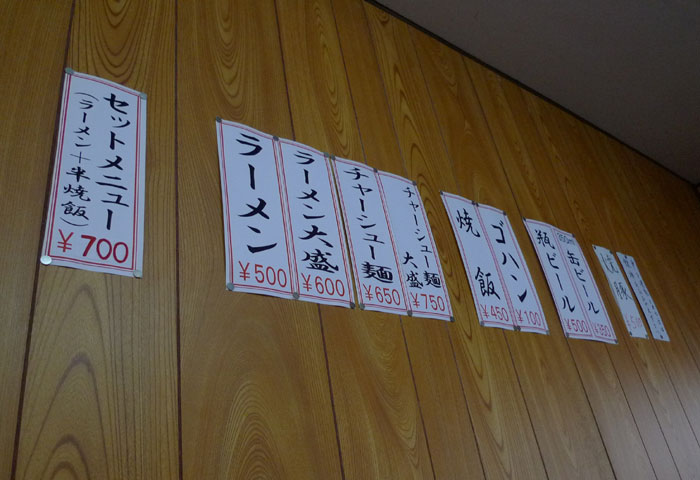 セットメニュー
(ラーメン+半焼飯)
¥700
ラーメン
¥500
ラーメン大盛
¥600
チャーシュー麺
¥650
チャーシュー麺
大盛
¥750
焼飯
¥450
ゴハン
¥100
瓶ビール
¥500
350ml
缶ビール